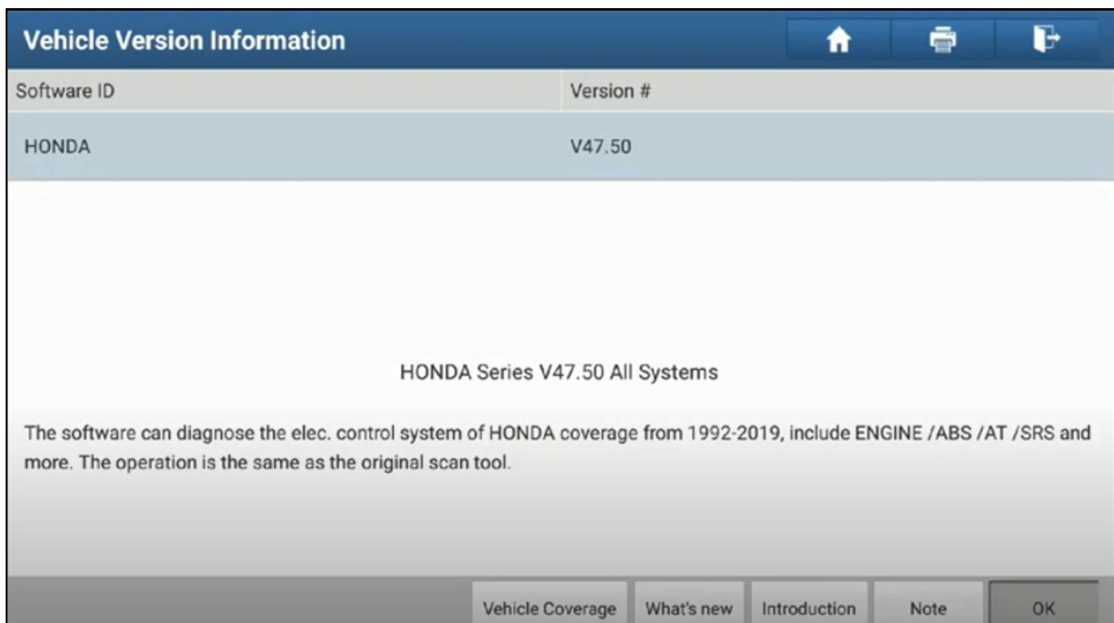 Vehicle Version Information
Software ID Version #
HONDA V47.50
HONDA Series V47.50 All Systems
The software can diagnose the elec. control system of HONDA coverage from 1992-2019, include ENGINE /ABS /AT /SRS and
more. The operation is the same as the original scan tool.
Vehicle Coverage What's new Introduction Note OK